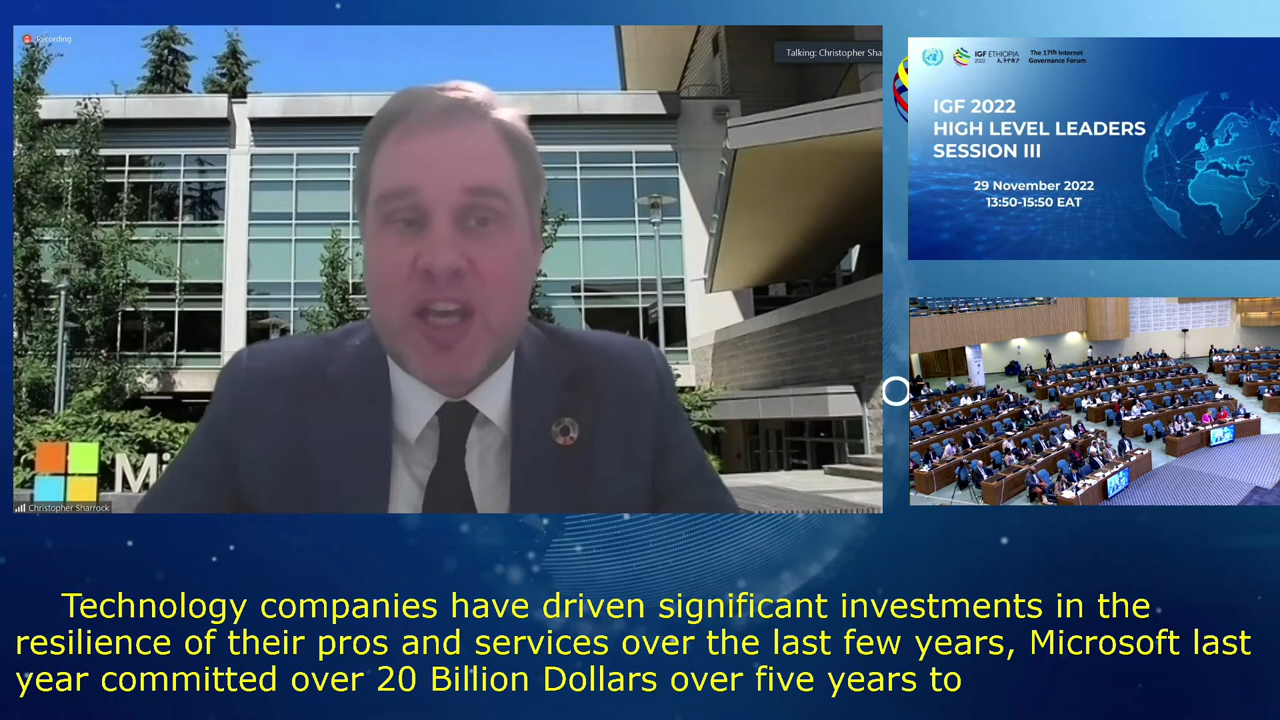 Recording
Talking: Christopher Sha
Mi
Christopher Sharrock
IGF ETHIOPIA
2022 ኢትዮጵያ
The 17th Internet
Governance Forum
IGF 2022
HIGH LEVEL LEADERS
SESSION III
29 November 2022
13:50-15:50 EAT
Technology companies have driven significant investments in the
resilience of their pros and services over the last few years, Microsoft last
year committed over 20 Billion Dollars over five years to